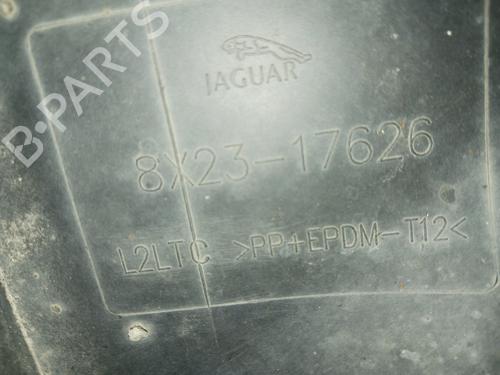 B-PARTS
JAGUAR
8X23-17626
L2LTC >PP+EPDM-T12<